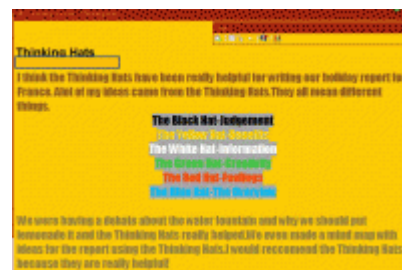 Thinking Hats
I think the Thinking Hats have been really helpful for writing our holiday report to
France. Alot of my ideas came from the Thinking Hats.They all mean different
things.
The Black Hat-Judgement
The Yellow Hat-Benefits
The White Hat-Information
The Green Hat-Creativity
The Red Hat-Feelings
The Blue Hat-The Overview
We were having a debate about the water fountain and why we should put
lemonade it and the Thinking Hats really helped.We even made a mind map with
ideas for the report using the Thinking Hats.I would reccomend the Thinking Hats
because they are really helpful!